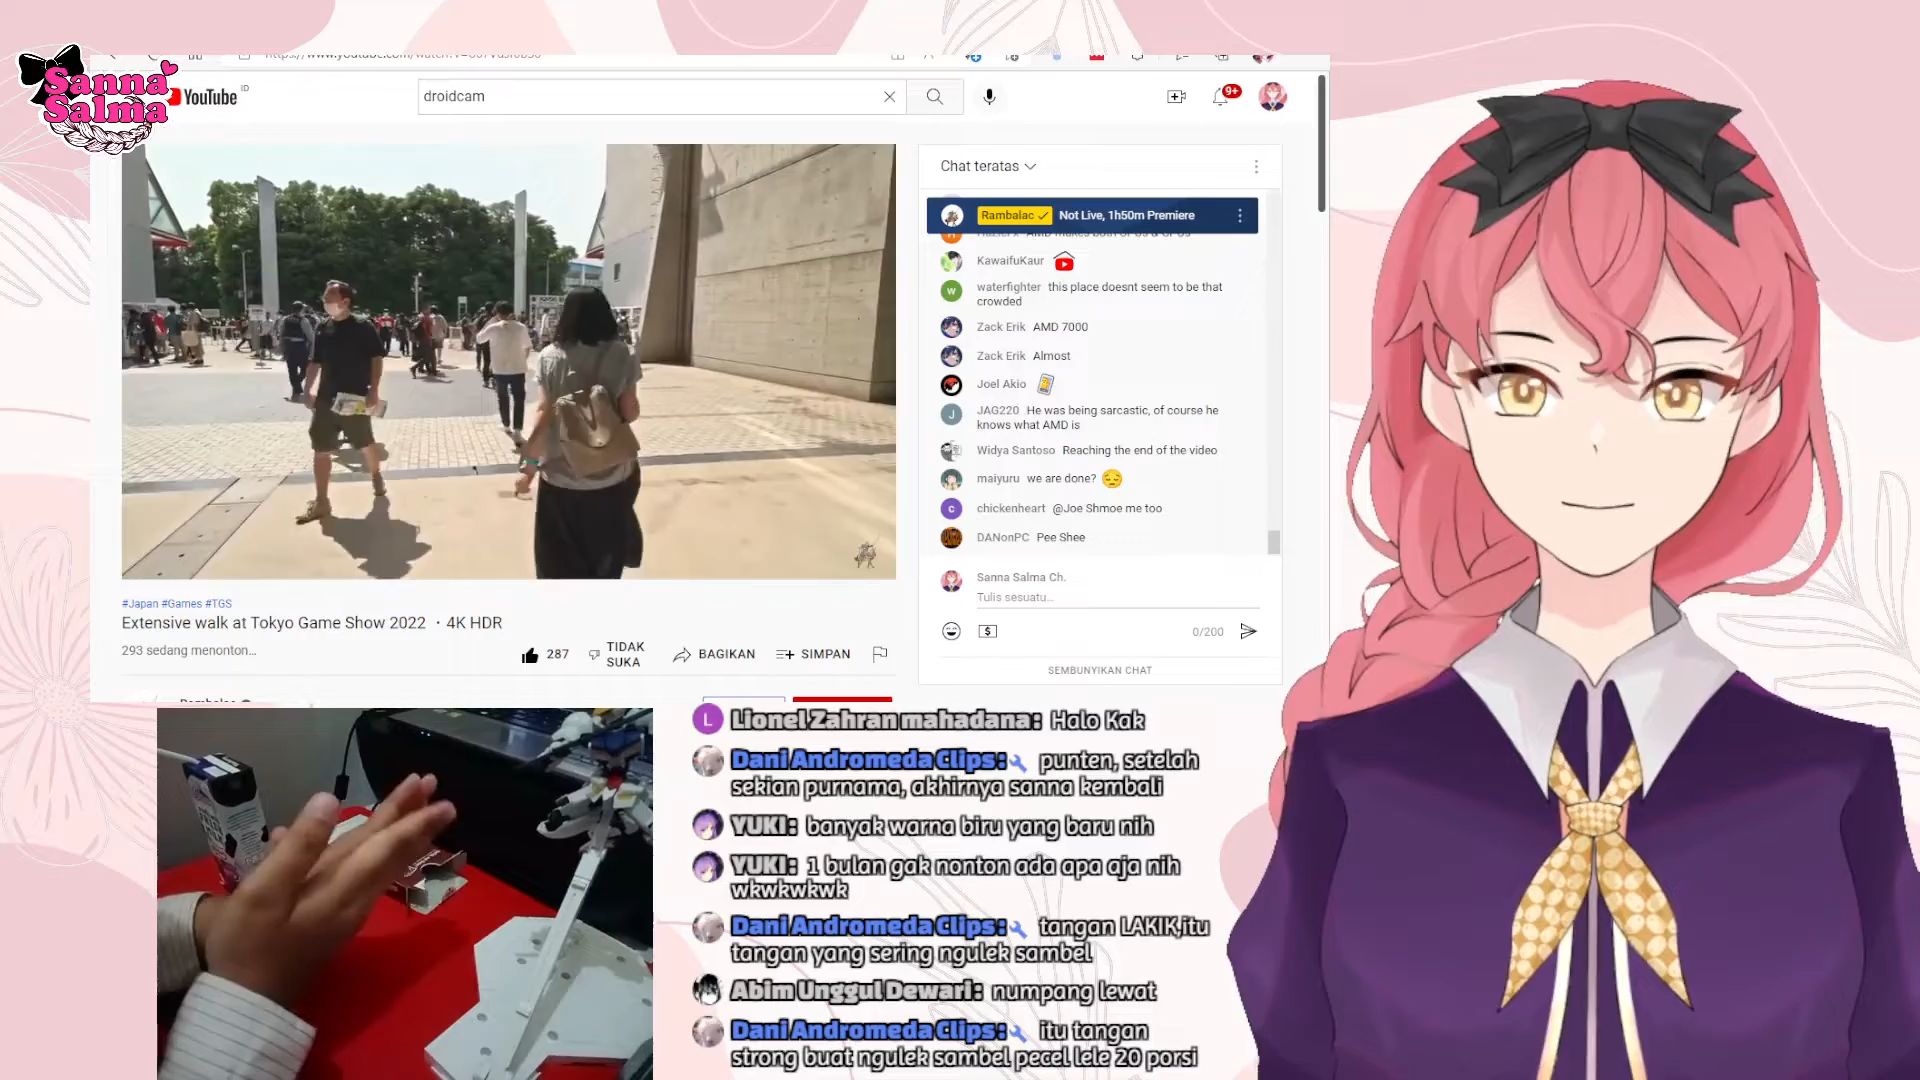 Sanna
Salma
YouTube ID
droidcam
9+
Chat teratas
Rambalac Not Live, 1h50m Premiere
KawaifuKaur
waterfighter this place doesnt seem to be that
crowded
Zack Erik AMD 7000
Zack Erik Almost
Joel Akio
J JAG220 He was being sarcastic, of course he
knows what AMD is
Widya Santoso Reaching the end of the video
maiyuru we are done?
c chickenheart @Joe Shmoe me too
DANonPC Pee Shee
Sanna Salma Ch.
Tulis sesuatu...
0/200
SEMBUNYIKAN CHAT
#Japan #Games #TGS
Extensive walk at Tokyo Game Show 2022 ・4K HDR
293 sedang menonton...
287
TIDAK
SUKA
BAGIKAN
SIMPAN
L Lionel Zahran mahadana: Halo Kak
Dani Andromeda Clips: punten, setelah
sekian purnama, akhirnya sanna kembali
YUKI: banyak warna biru yang baru nih
YUKI: 1 bulan gak nonton ada apa aja nih
wkwkwkwk
Dani Andromeda Clips: tangan LAKIK,itu
tangan yang sering ngulek sambel
Abim Unggul Dewari: numpang lewat
Dani Andromeda Clips: itu tangan
strong buat ngulek sambel pecel lele 20 porsi